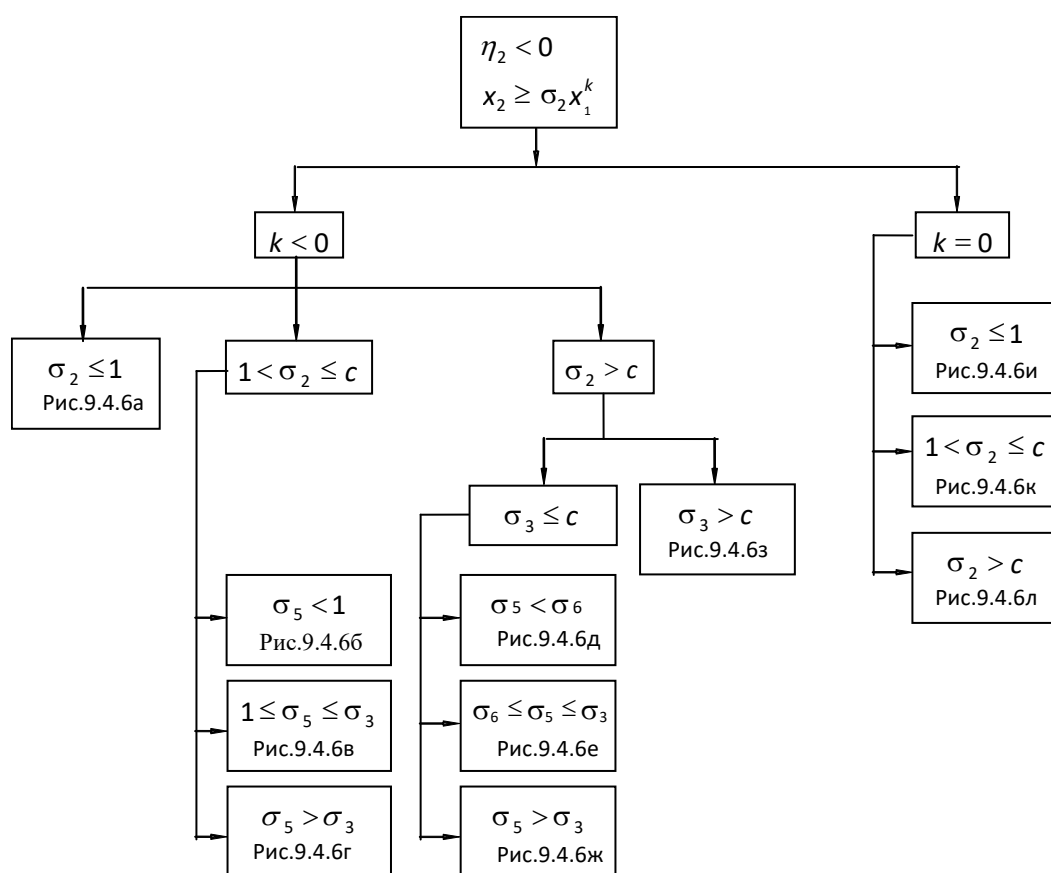 η₂ < 0
x₂ ≥ σ₂x₁ᵏ
k < 0
k = 0
σ₂ ≤ 1
Рис.9.4.6а
1 < σ₂ ≤ c
σ₂ > c
σ₂ ≤ 1
Рис.9.4.6и
1 < σ₂ ≤ c
Рис.9.4.6к
σ₂ > c
Рис.9.4.6л
σ₃ ≤ c
σ₃ > c
Рис.9.4.6з
σ₅ < 1
Рис.9.4.6б
σ₅ < σ₆
Рис.9.4.6д
1 ≤ σ₅ ≤ σ₃
Рис.9.4.6в
σ₆ ≤ σ₅ ≤ σ₃
Рис.9.4.6е
σ₅ > σ₃
Рис.9.4.6г
σ₅ > σ₃
Рис.9.4.6ж